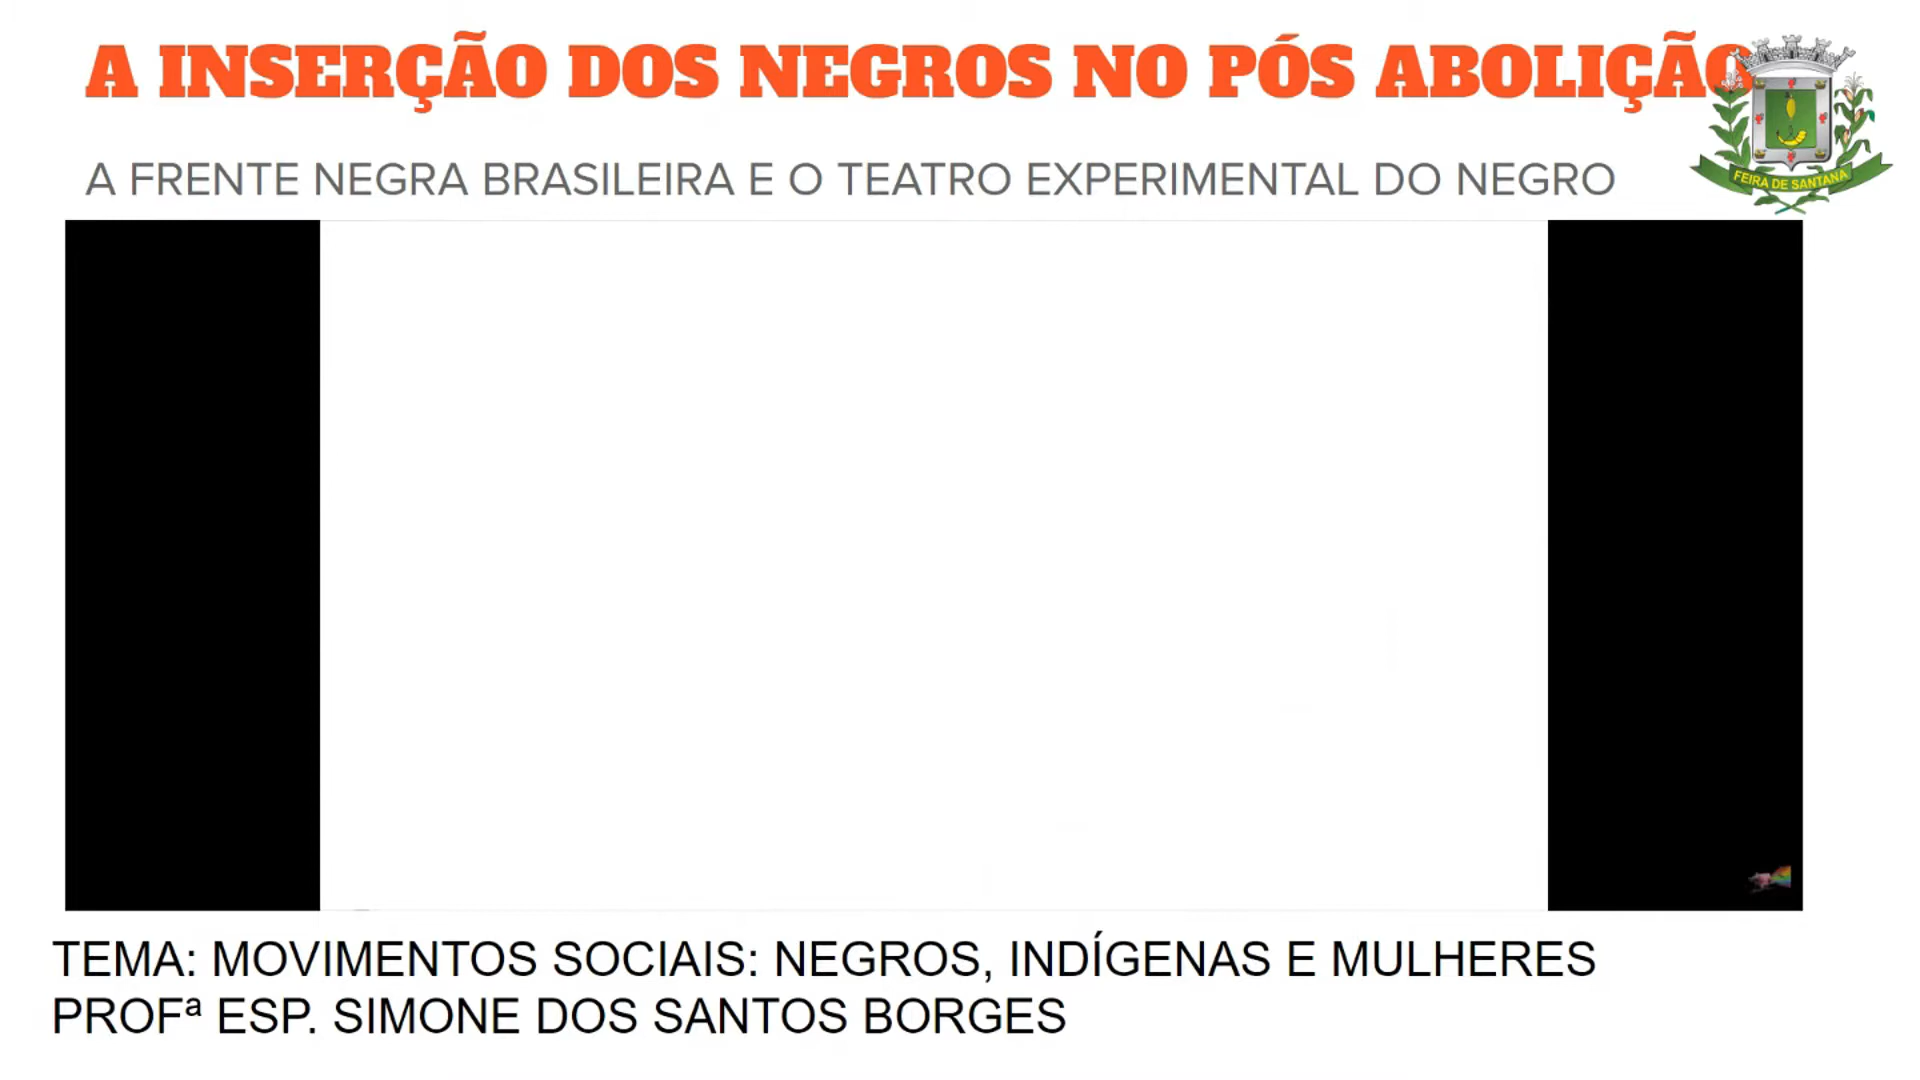 A INSERÇÃO DOS NEGROS NO PÓS ABOLIÇÃO
A FRENTE NEGRA BRASILEIRA E O TEATRO EXPERIMENTAL DO NEGRO
FEIRA DE SANTANA
TEMA: MOVIMENTOS SOCIAIS: NEGROS, INDÍGENAS E MULHERES
PROFª ESP. SIMONE DOS SANTOS BORGES